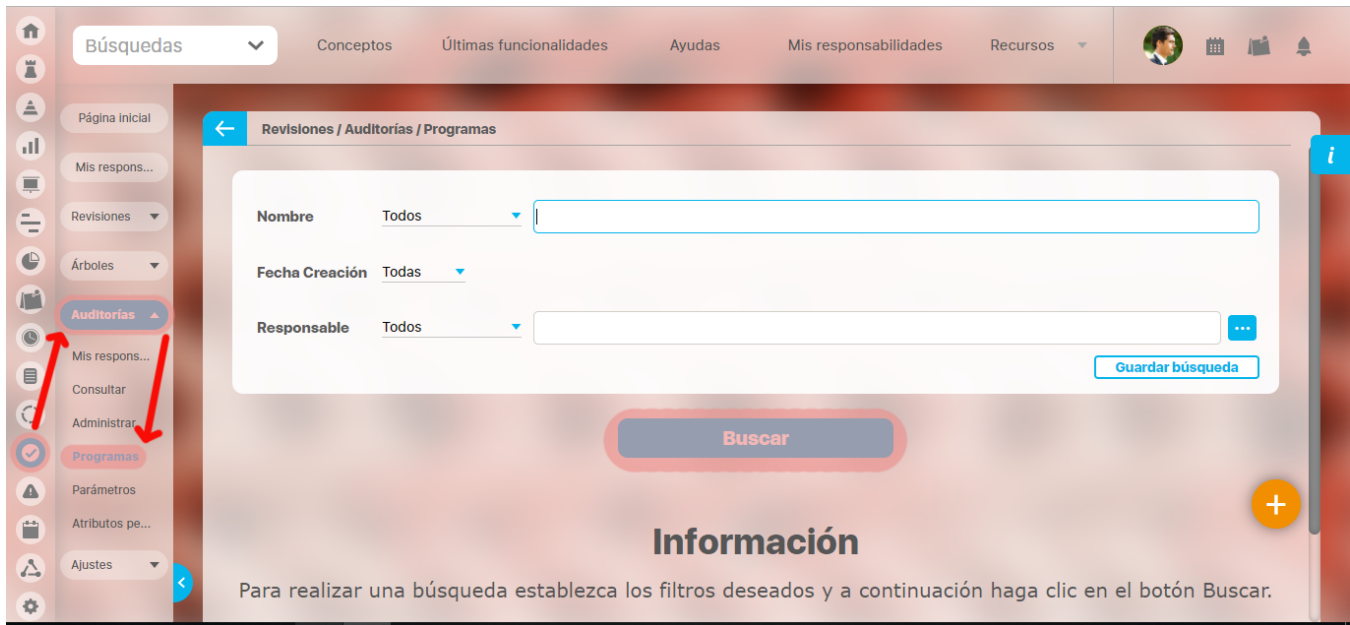 Búsquedas
Conceptos
Últimas funcionalidades
Ayudas
Mis responsabilidades
Recursos
Página inicial
Mis respons...
Revisiones
Árboles
Auditorías
Mis respons...
Consultar
Administrar
Programas
Parámetros
Atributos pe...
Ajustes
Revisiones / Auditorías / Programas
i
Nombre Todos
Fecha Creación Todas
Responsable Todos
...
Guardar búsqueda
Buscar
+
Información
Para realizar una búsqueda establezca los filtros deseados y a continuación haga clic en el botón Buscar.